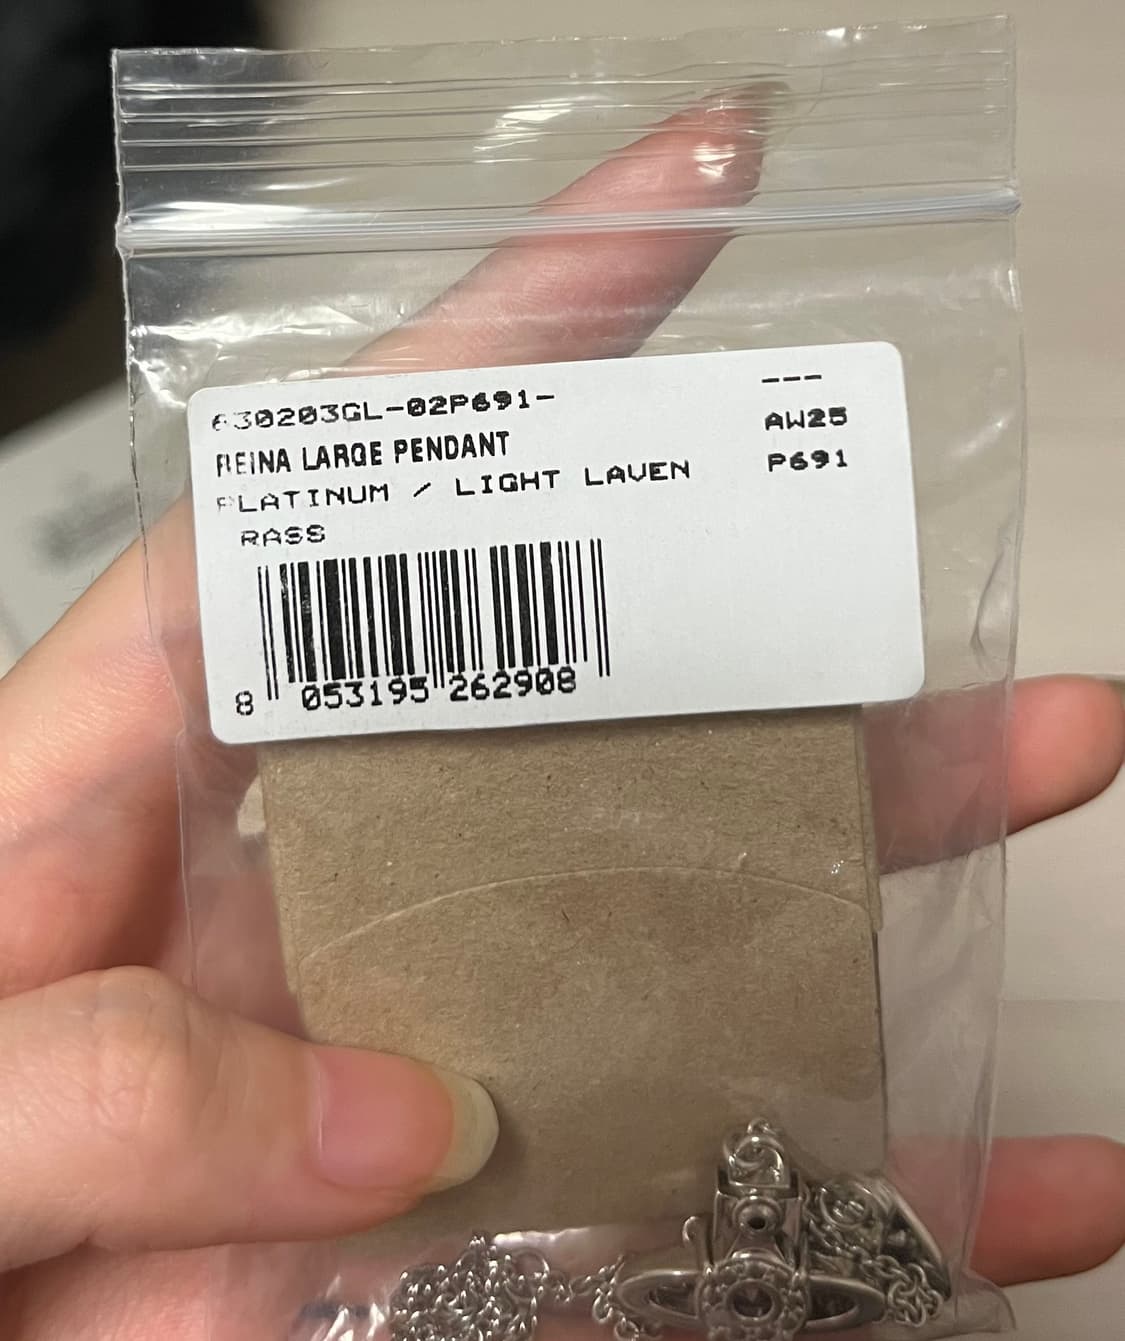 630203GL-02P691-
---
REINA LARGE PENDANT
AW25
PLATINUM / LIGHT LAVEN
P691
RASS
8 053195 262908